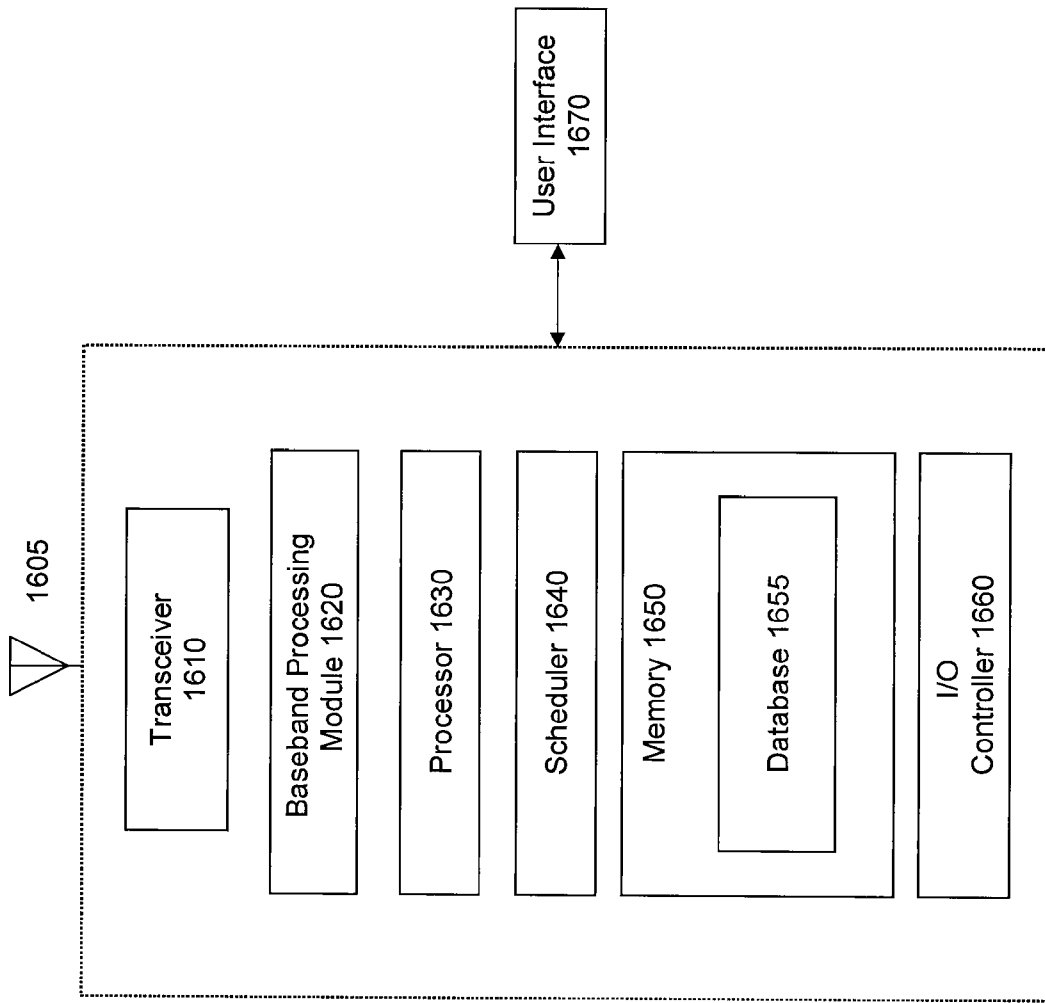 1605
Transceiver
1610
Baseband Processing
Module 1620
Processor 1630
Scheduler 1640
Memory 1650
Database 1655
I/O
Controller 1660
User Interface
1670